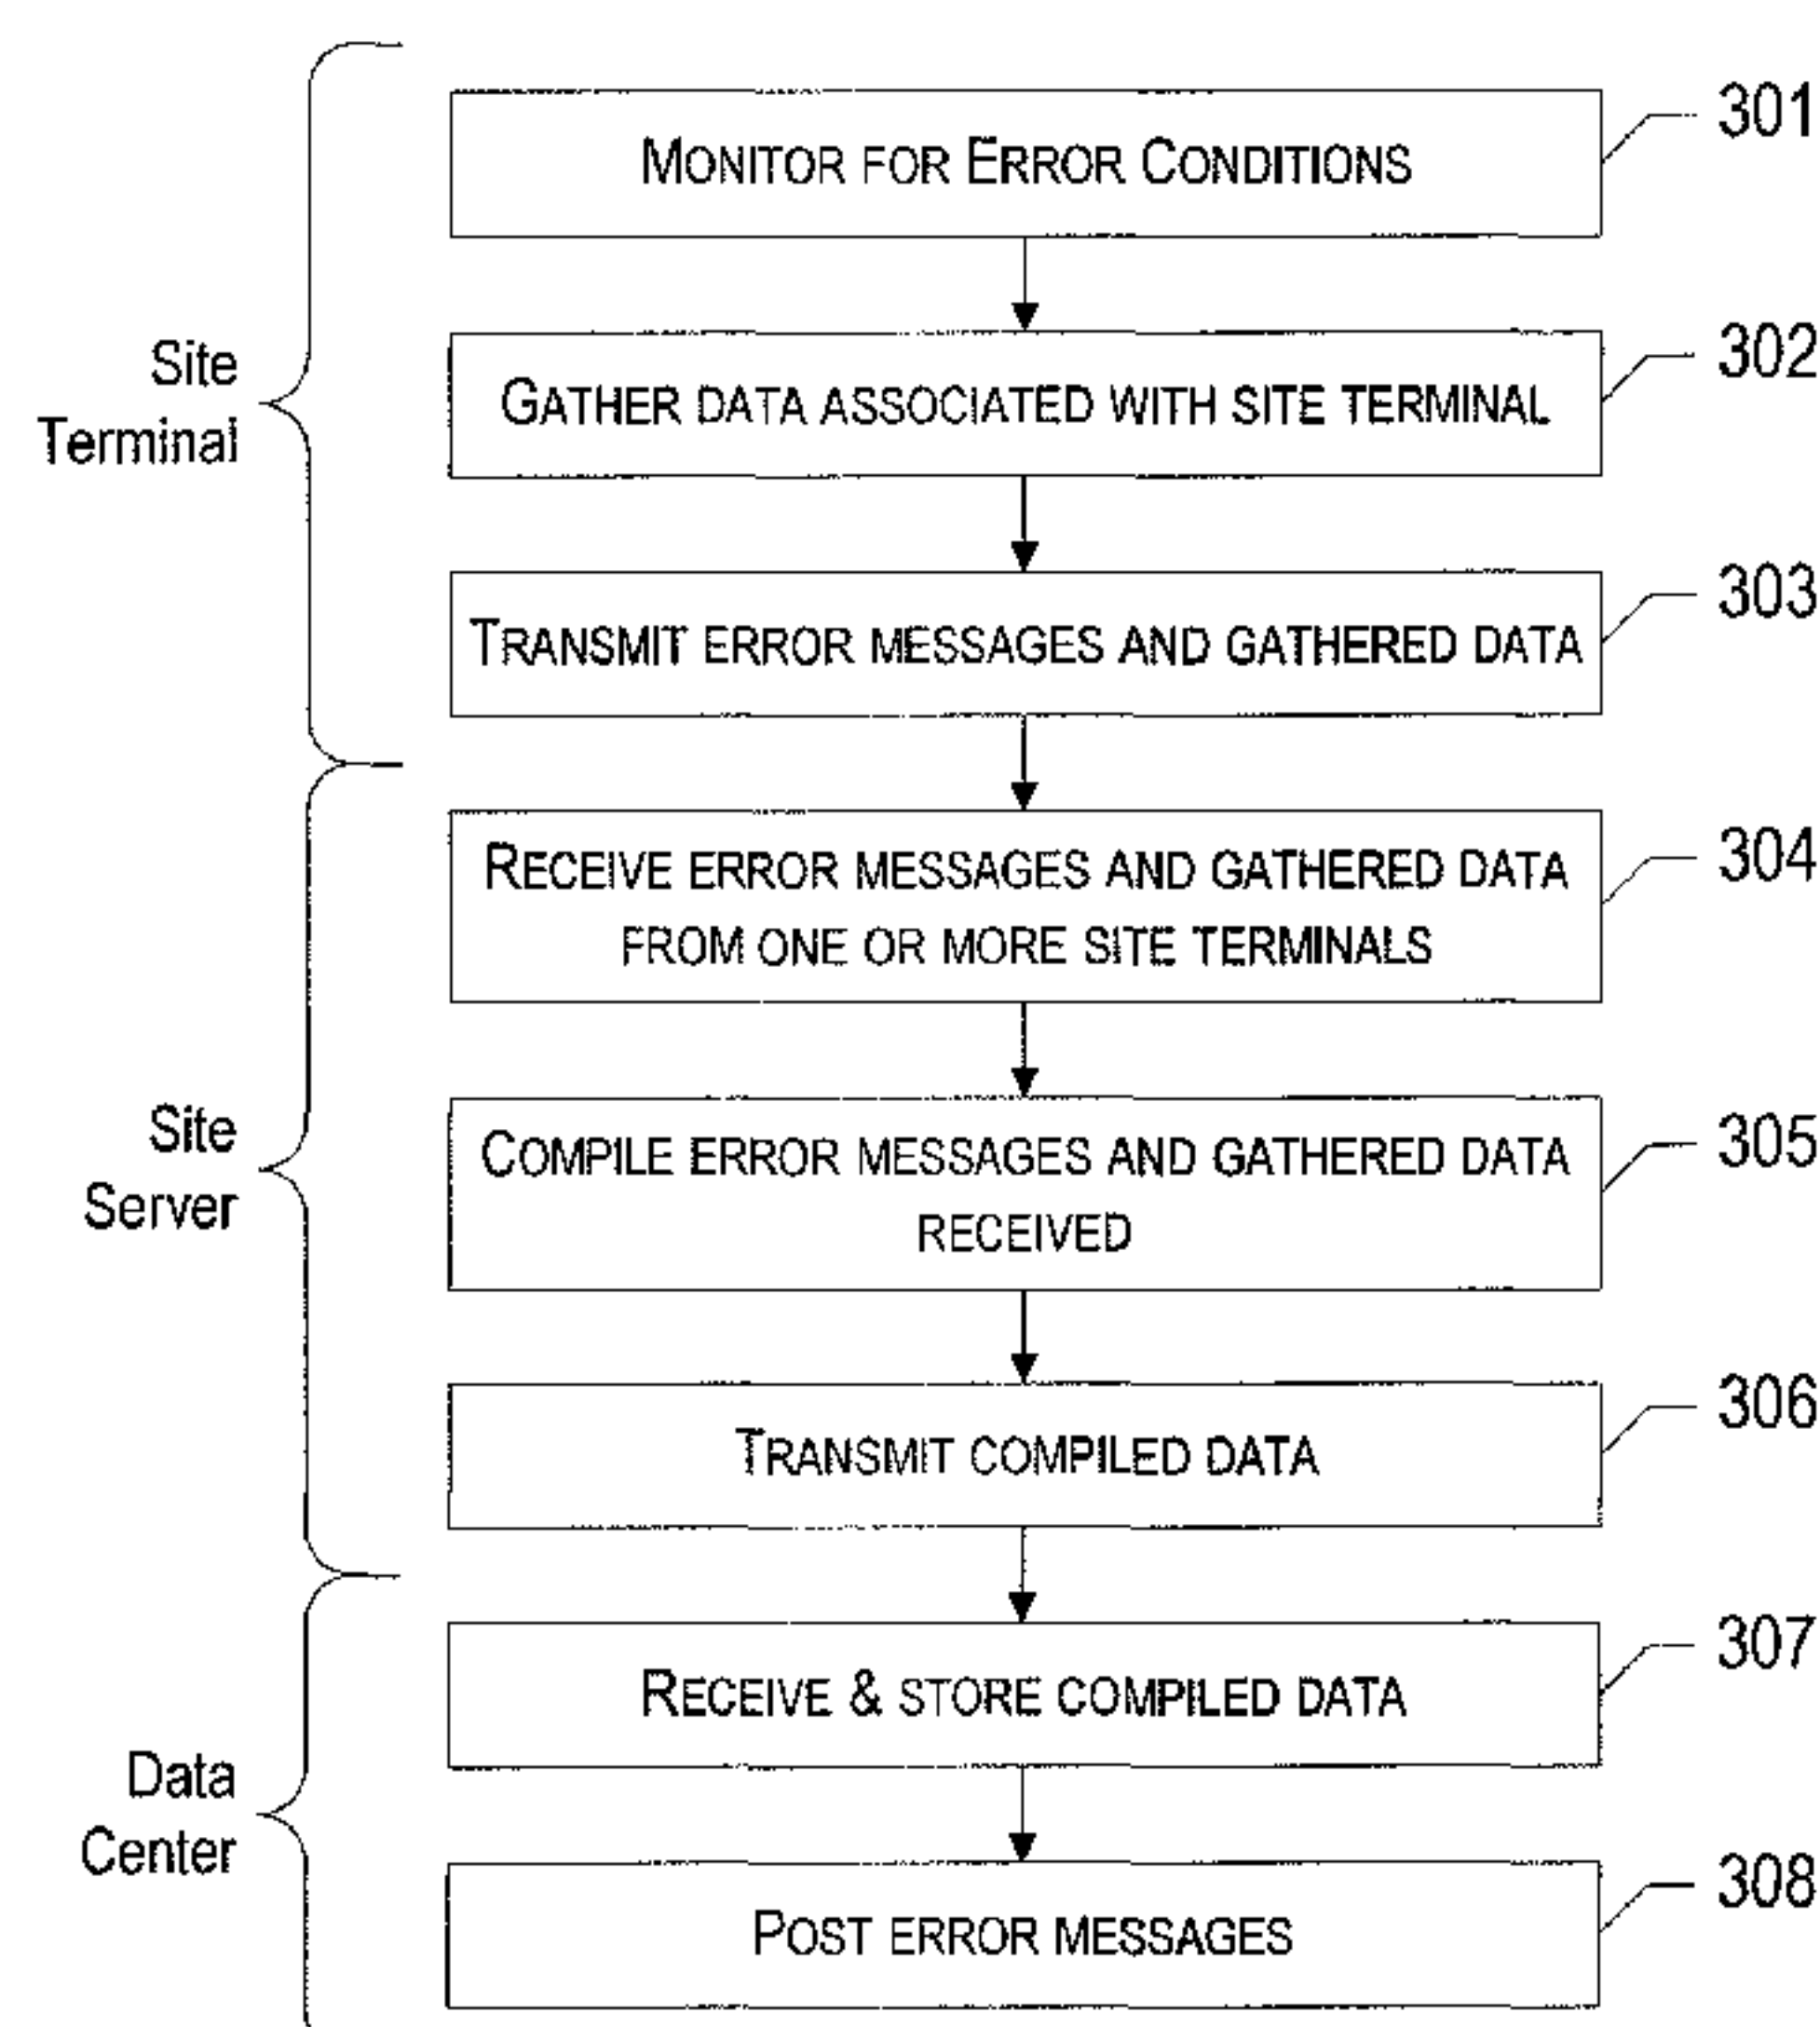 MONITOR FOR ERROR CONDITIONS
301
GATHER DATA ASSOCIATED WITH SITE TERMINAL
302
TRANSMIT ERROR MESSAGES AND GATHERED DATA
303
Site
Terminal
RECEIVE ERROR MESSAGES AND GATHERED DATA
FROM ONE OR MORE SITE TERMINALS
304
COMPILE ERROR MESSAGES AND GATHERED DATA
RECEIVED
305
TRANSMIT COMPILED DATA
306
Site
Server
RECEIVE & STORE COMPILED DATA
307
POST ERROR MESSAGES
308
Data
Center